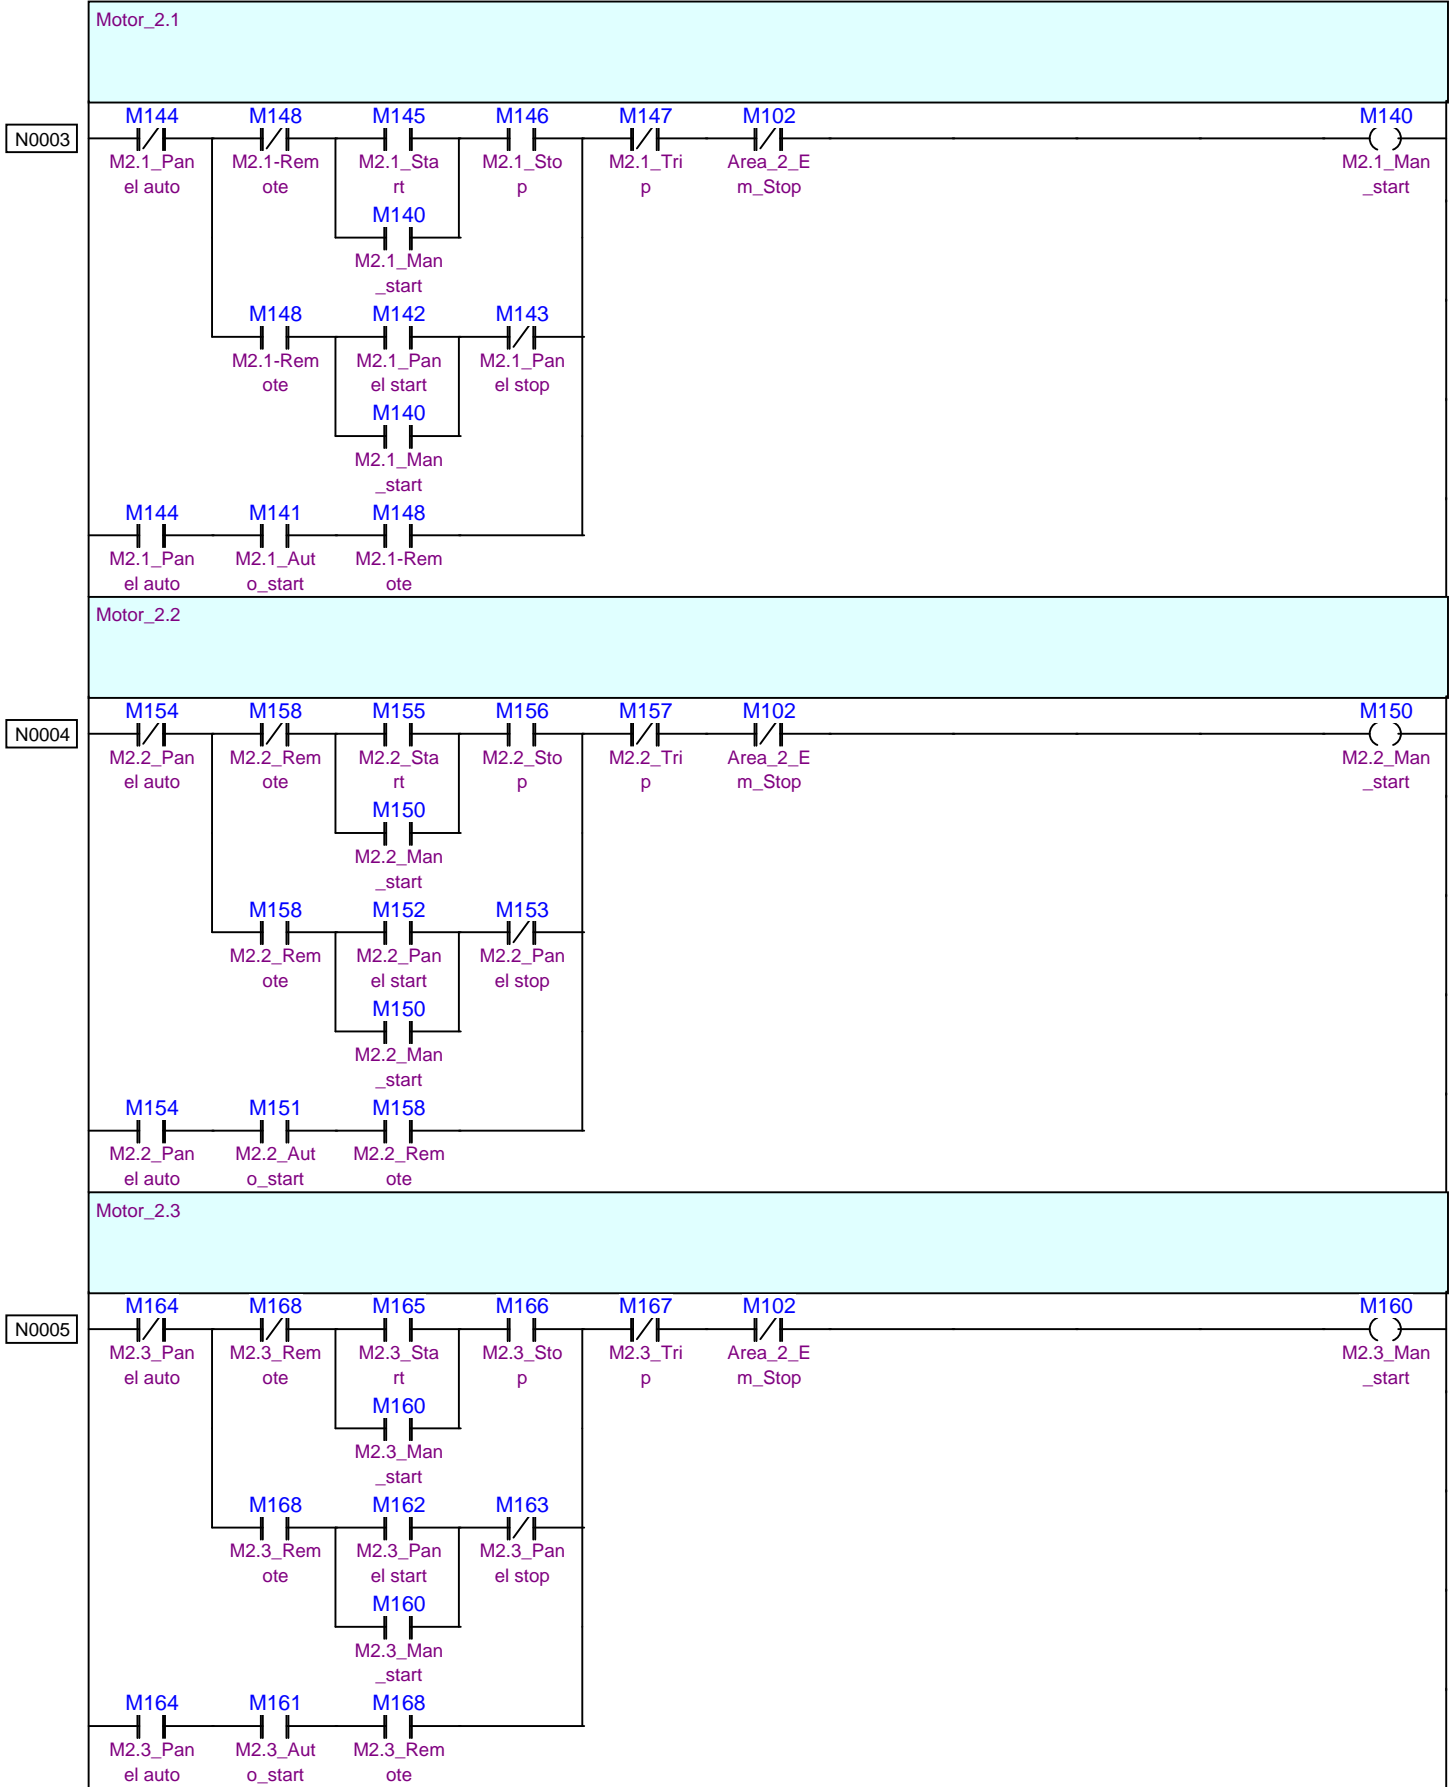 Motor_2.1
M144 M148 M145 M146 M147 M102 M140
N0003
M2.1_Pan M2.1-Rem M2.1_Sta M2.1_Sto M2.1_Tri Area_2_E M2.1_Man
el auto ote rt p p m_Stop _start
M140
M2.1_Man
_start
M148 M142 M143
M2.1-Rem M2.1_Pan M2.1_Pan
ote el start el stop
M140
M2.1_Man
_start
M144 M141 M148
M2.1_Pan M2.1_Aut M2.1-Rem
el auto o_start ote
Motor_2.2
M154 M158 M155 M156 M157 M102 M150
N0004
M2.2_Pan M2.2_Rem M2.2_Sta M2.2_Sto M2.2_Tri Area_2_E M2.2_Man
el auto ote rt p p m_Stop _start
M150
M2.2_Man
_start
M158 M152 M153
M2.2_Rem M2.2_Pan M2.2_Pan
ote el start el stop
M150
M2.2_Man
_start
M154 M151 M158
M2.2_Pan M2.2_Aut M2.2_Rem
el auto o_start ote
Motor_2.3
M164 M168 M165 M166 M167 M102 M160
N0005
M2.3_Pan M2.3_Rem M2.3_Sta M2.3_Sto M2.3_Tri Area_2_E M2.3_Man
el auto ote rt p p m_Stop _start
M160
M2.3_Man
_start
M168 M162 M163
M2.3_Rem M2.3_Pan M2.3_Pan
ote el start el stop
M160
M2.3_Man
_start
M164 M161 M168
M2.3_Pan M2.3_Aut M2.3_Rem
el auto o_start ote